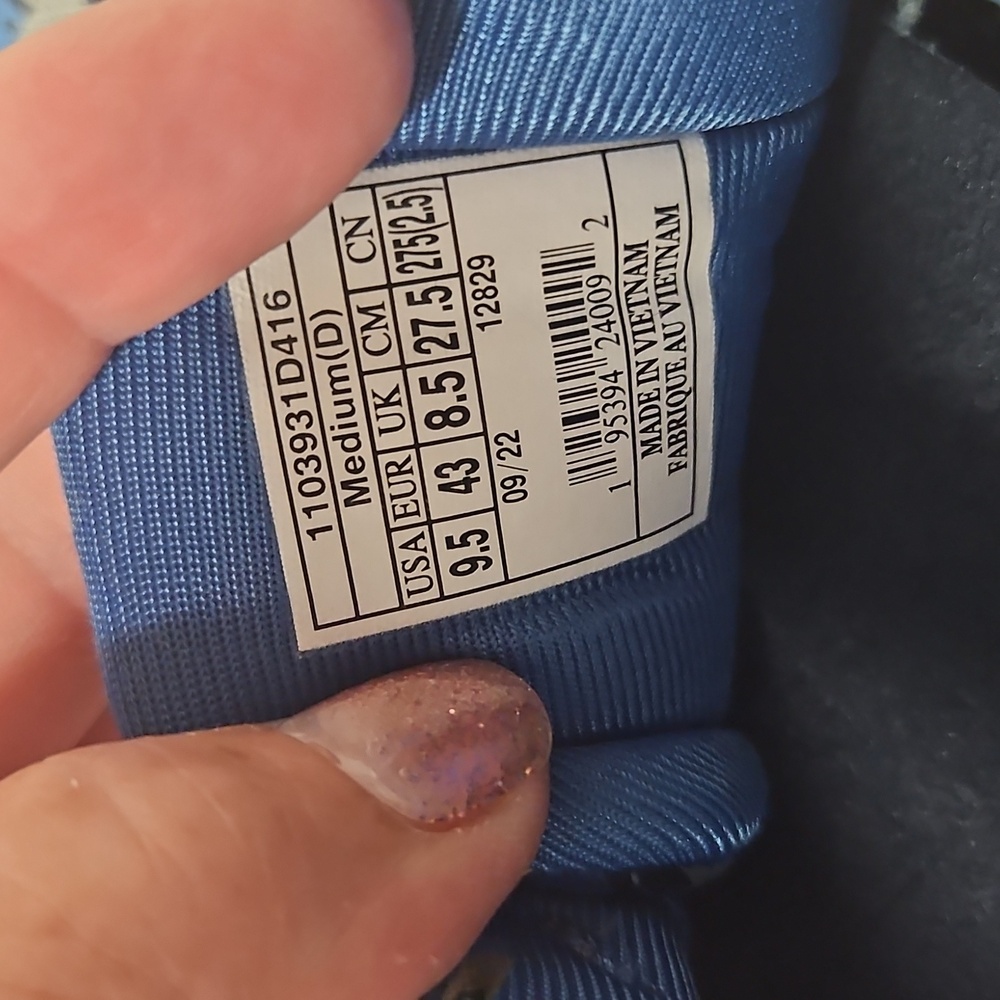 1103931D416
Medium(D)
USA EUR UK CM CN
9.5 43 8.5 27.5 275(2.5)
09/22 12829
1 95394 24009 2
MADE IN VIETNAM
FABRIQUE AU VIETNAM